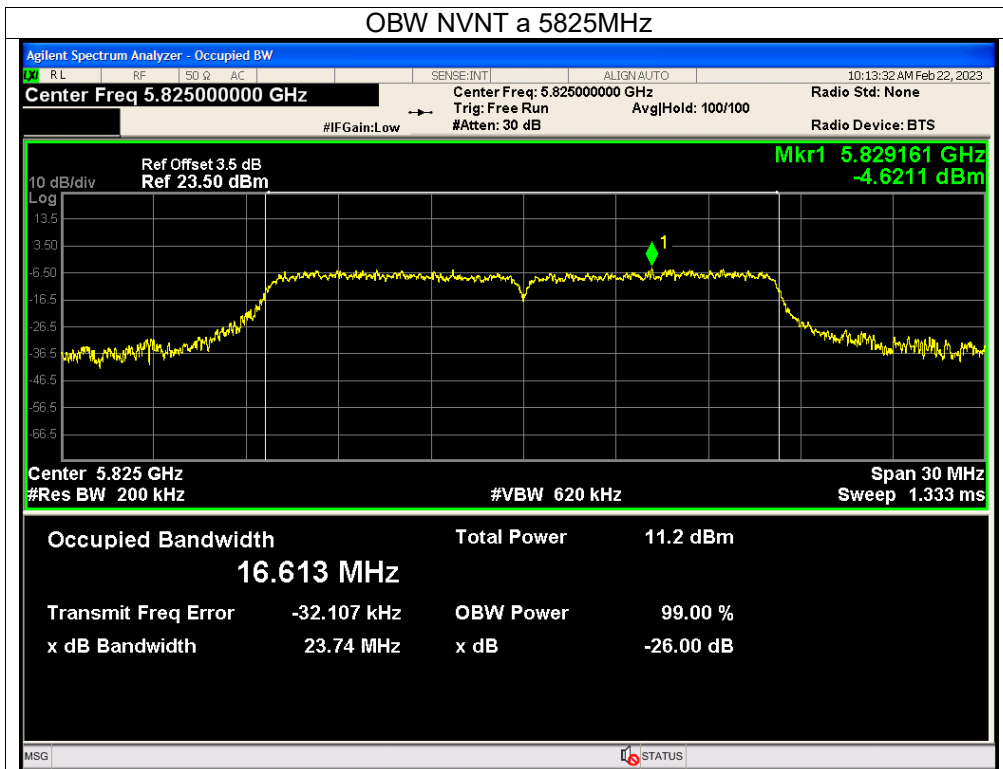 OBW NVNT a 5825MHz
Agilent Spectrum Analyzer - Occupied BW
LXI RL RF 50 Ω AC SENSE:INT ALIGN AUTO 10:13:32 AM Feb 22, 2023
Center Freq 5.825000000 GHz Center Freq: 5.825000000 GHz Radio Std: None
Trig: Free Run Avg|Hold: 100/100
#IFGain:Low #Atten: 30 dB Radio Device: BTS
Mkr1 5.829161 GHz
-4.6211 dBm
Ref Offset 3.5 dB
10 dB/div Ref 23.50 dBm
Log
13.5
3.50
1
-6.50
-16.5
-26.5
-36.5
-46.5
-56.5
-66.5
Center 5.825 GHz Span 30 MHz
#Res BW 200 kHz #VBW 620 kHz Sweep 1.333 ms
Occupied Bandwidth Total Power 11.2 dBm
16.613 MHz
Transmit Freq Error -32.107 kHz OBW Power 99.00 %
x dB Bandwidth 23.74 MHz x dB -26.00 dB
MSG STATUS